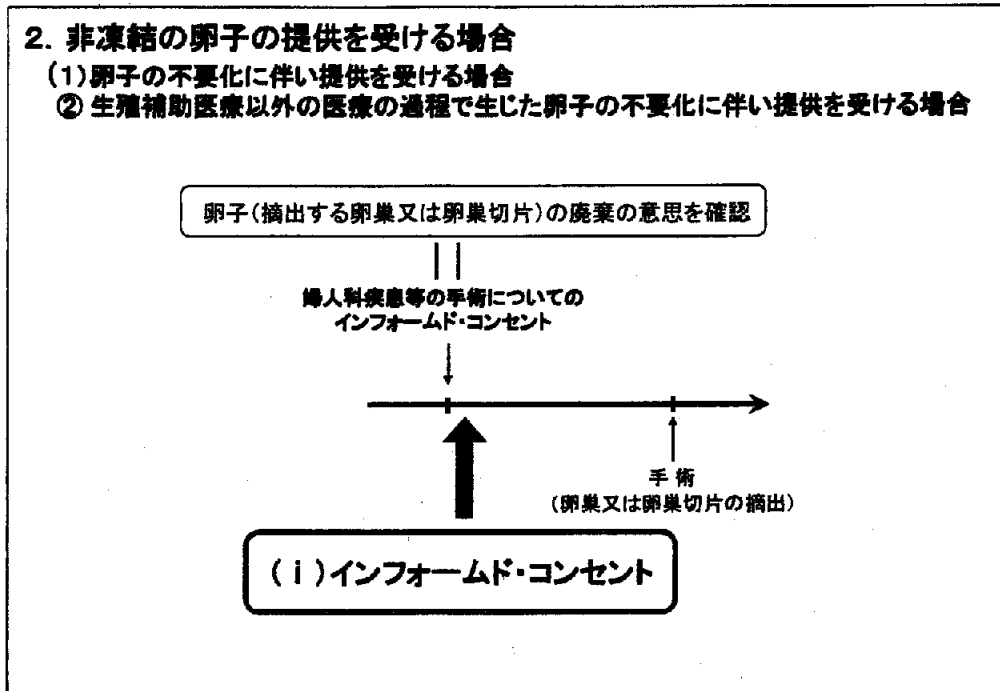 2．非凍結の卵子の提供を受ける場合
(1)卵子の不要化に伴い提供を受ける場合
② 生殖補助医療以外の医療の過程で生じた卵子の不要化に伴い提供を受ける場合
卵子(摘出する卵巣又は卵巣切片)の廃棄の意思を確認
婦人科疾患等の手術についての
インフォームド・コンセント
手 術
(卵巣又は卵巣切片の摘出)
(ⅰ)インフォームド・コンセント